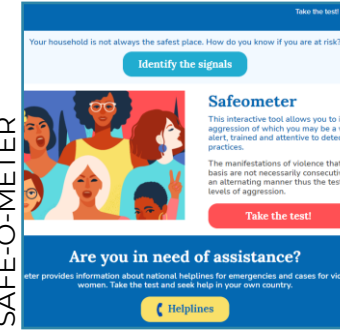 SAFE-O-METER
Take the test!
Your household is not always the safest place. How do you know if you are at risk?
Identify the signals
Safeometer
This interactive tool allows you to i
aggression of which you may be a
alert, trained and attentive to dete
practices.
The manifestations of violence that
basis are not necessarily consecutiv
an alternating manner thus the tes
levels of aggression.
Take the test!
Are you in need of assistance?
eter provides information about national helplines for emergencies and cases for vio
women. Take the test and seek help in your own country.
Helplines